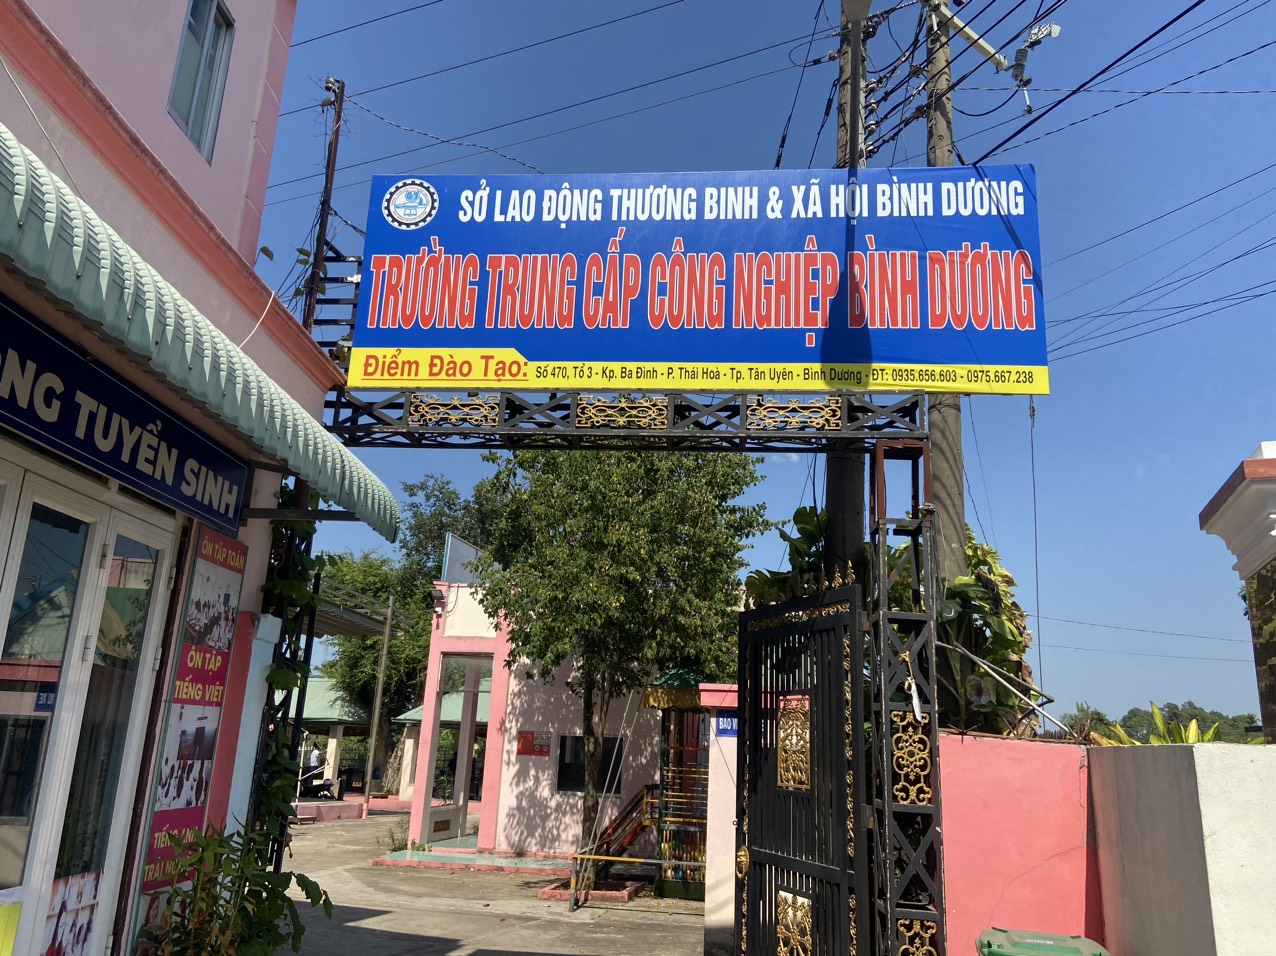 SỞ LAO ĐỘNG THƯƠNG BINH & XÃ HỘI BÌNH DƯƠNG
TRƯỜNG TRUNG CẤP CÔNG NGHIỆP BÌNH DƯƠNG
Điểm Đào Tạo: Số 470, Tổ 3 - Kp. Ba Đình - P. Thái Hoà - Tp. Tân Uyên - Bình Dương - ĐT: 0935.656.603 - 0975.667.238
NG TUYỂN SINH
ÔN TẬP TOÁN
ÔN TẬP
TIẾNG VIỆT
TIẾNG
BẢO V